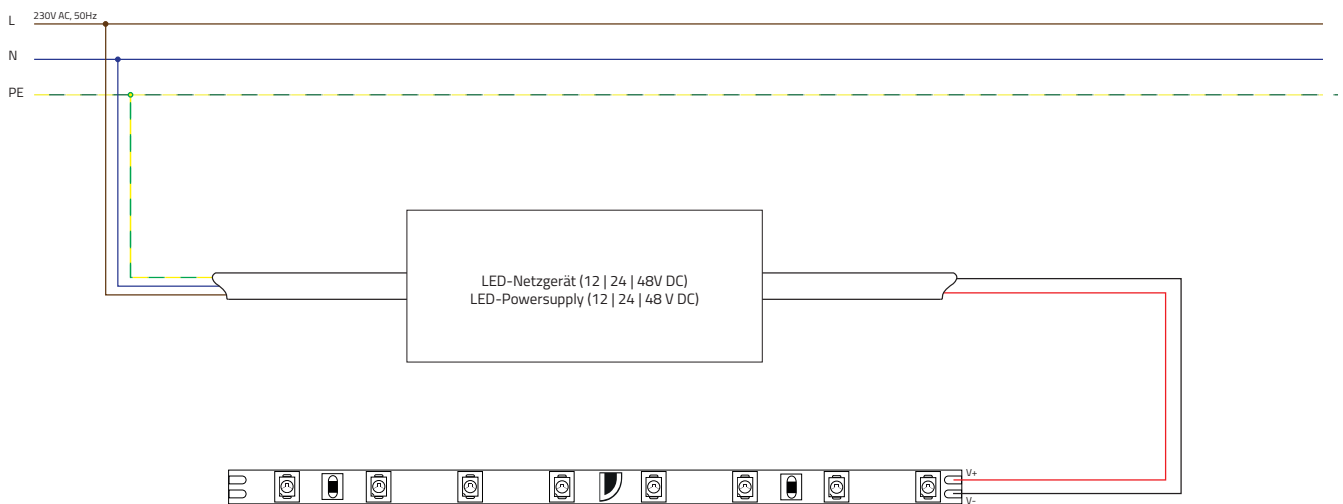 L
230V AC, 50Hz
N
PE
LED-Netzgerät (12 | 24 | 48V DC)
LED-Powersupply (12 | 24 | 48 V DC)
V+
V-